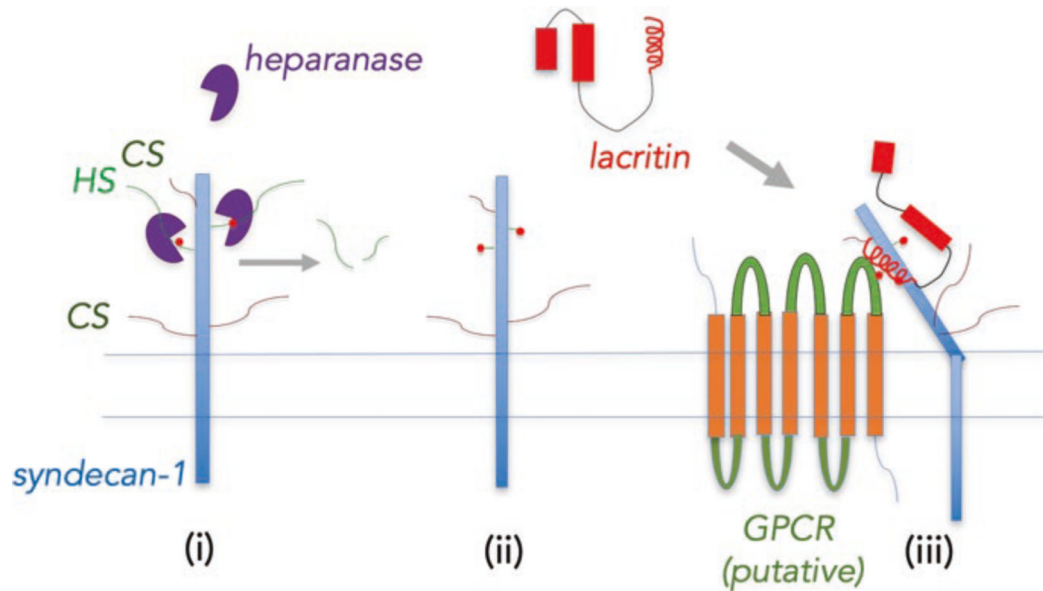 heparanase
CS
HS
lacritin
CS
syndecan-1
GPCR
(putative)
(i)
(ii)
(iii)